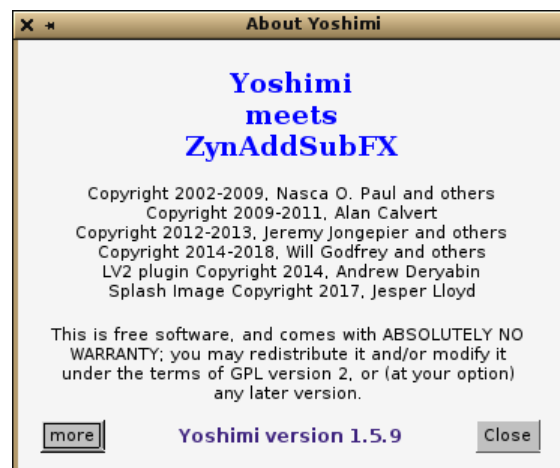 About Yoshimi
Yoshimi
meets
ZynAddSubFX
Copyright 2002-2009, Nasca O. Paul and others
Copyright 2009-2011, Alan Calvert
Copyright 2012-2013, Jeremy Jongepier and others
Copyright 2014-2018, Will Godfrey and others
LV2 plugin Copyright 2014, Andrew Deryabin
Splash Image Copyright 2017, Jesper Lloyd
This is free software, and comes with ABSOLUTELY NO
WARRANTY; you may redistribute it and/or modify it
under the terms of GPL version 2, or (at your option)
any later version.
more Yoshimi version 1.5.9 Close